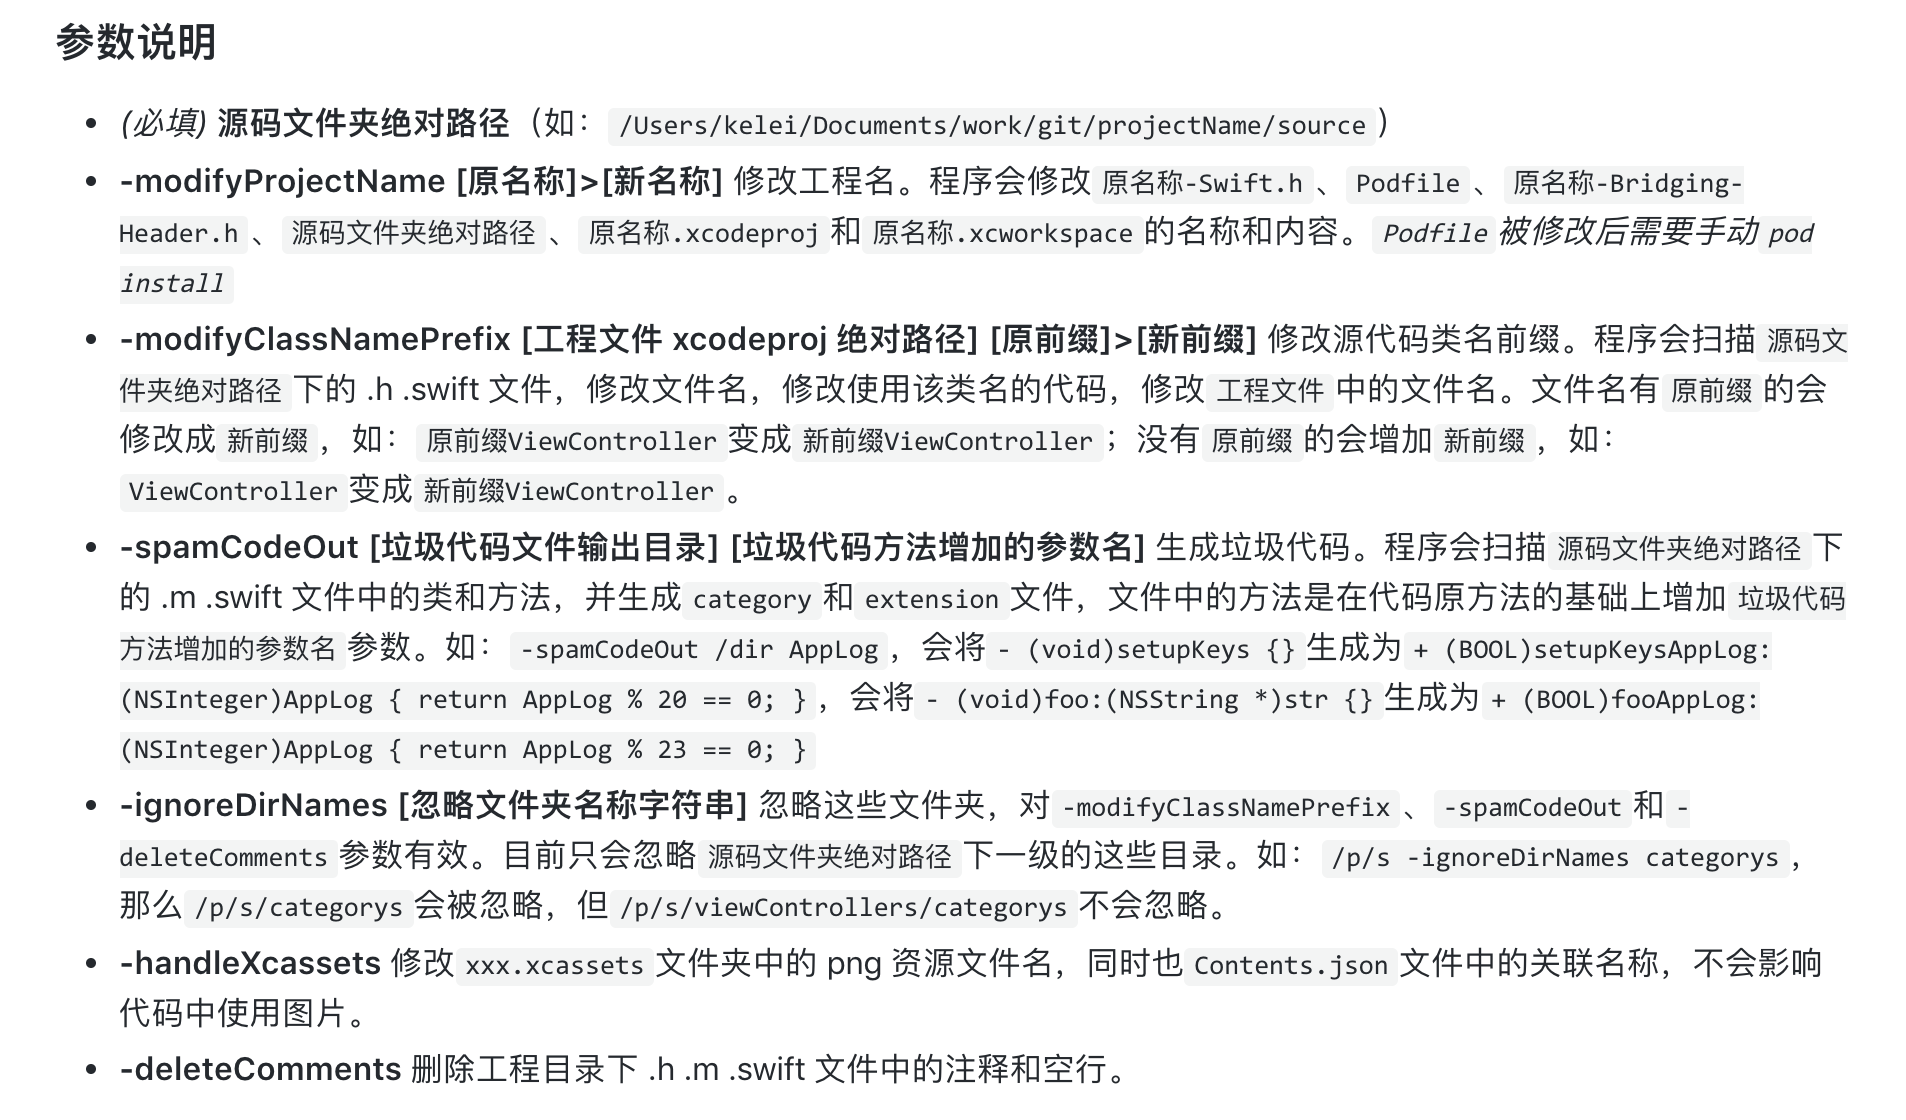 参数说明
(必填) 源码文件夹绝对路径（如： /Users/kelei/Documents/work/git/projectName/source ）
-modifyProjectName [原名称]>[新名称] 修改工程名。程序会修改 原名称-Swift.h 、 Podfile 、 原名称-Bridging-
Header.h 、 源码文件夹绝对路径 、 原名称.xcodeproj 和 原名称.xcworkspace 的名称和内容。 Podfile 被修改后需要手动 pod
install
-modifyClassNamePrefix [工程文件 xcodeproj 绝对路径] [原前缀]>[新前缀] 修改源代码类名前缀。程序会扫描 源码文
件夹绝对路径 下的 .h .swift 文件，修改文件名，修改使用该类名的代码，修改 工程文件 中的文件名。文件名有 原前缀 的会
修改成 新前缀 ，如： 原前缀ViewController 变成 新前缀ViewController ；没有 原前缀 的会增加 新前缀 ，如：
ViewController 变成 新前缀ViewController 。
-spamCodeOut [垃圾代码文件输出目录] [垃圾代码方法增加的参数名] 生成垃圾代码。程序会扫描 源码文件夹绝对路径 下
的 .m .swift 文件中的类和方法，并生成 category 和 extension 文件，文件中的方法是在代码原方法的基础上增加 垃圾代码
方法增加的参数名 参数。如： -spamCodeOut /dir AppLog ，会将 - (void)setupKeys {} 生成为 + (BOOL)setupKeysAppLog:
(NSInteger)AppLog { return AppLog % 20 == 0; } ，会将 - (void)foo:(NSString *)str {} 生成为 + (BOOL)fooAppLog:
(NSInteger)AppLog { return AppLog % 23 == 0; }
-ignoreDirNames [忽略文件夹名称字符串] 忽略这些文件夹，对 -modifyClassNamePrefix 、 -spamCodeOut 和 -
deleteComments 参数有效。目前只会忽略 源码文件夹绝对路径 下一级的这些目录。如： /p/s -ignoreDirNames categorys ，
那么 /p/s/categorys 会被忽略，但 /p/s/viewControllers/categorys 不会忽略。
-handleXcassets 修改 xxx.xcassets 文件夹中的 png 资源文件名，同时也 Contents.json 文件中的关联名称，不会影响
代码中使用图片。
-deleteComments 删除工程目录下 .h .m .swift 文件中的注释和空行。